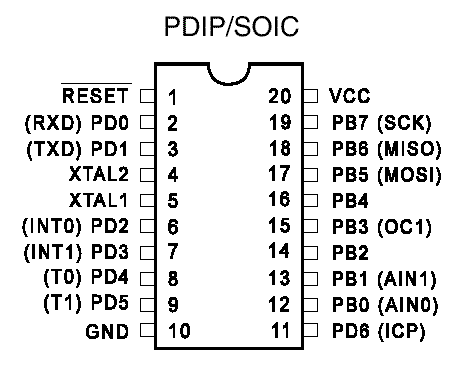 PDIP/SOIC
RESET 1 20 VCC
(RXD) PD0 2 19 PB7 (SCK)
(TXD) PD1 3 18 PB6 (MISO)
XTAL2 4 17 PB5 (MOSI)
XTAL1 5 16 PB4
(INT0) PD2 6 15 PB3 (OC1)
(INT1) PD3 7 14 PB2
(T0) PD4 8 13 PB1 (AIN1)
(T1) PD5 9 12 PB0 (AIN0)
GND 10 11 PD6 (ICP)